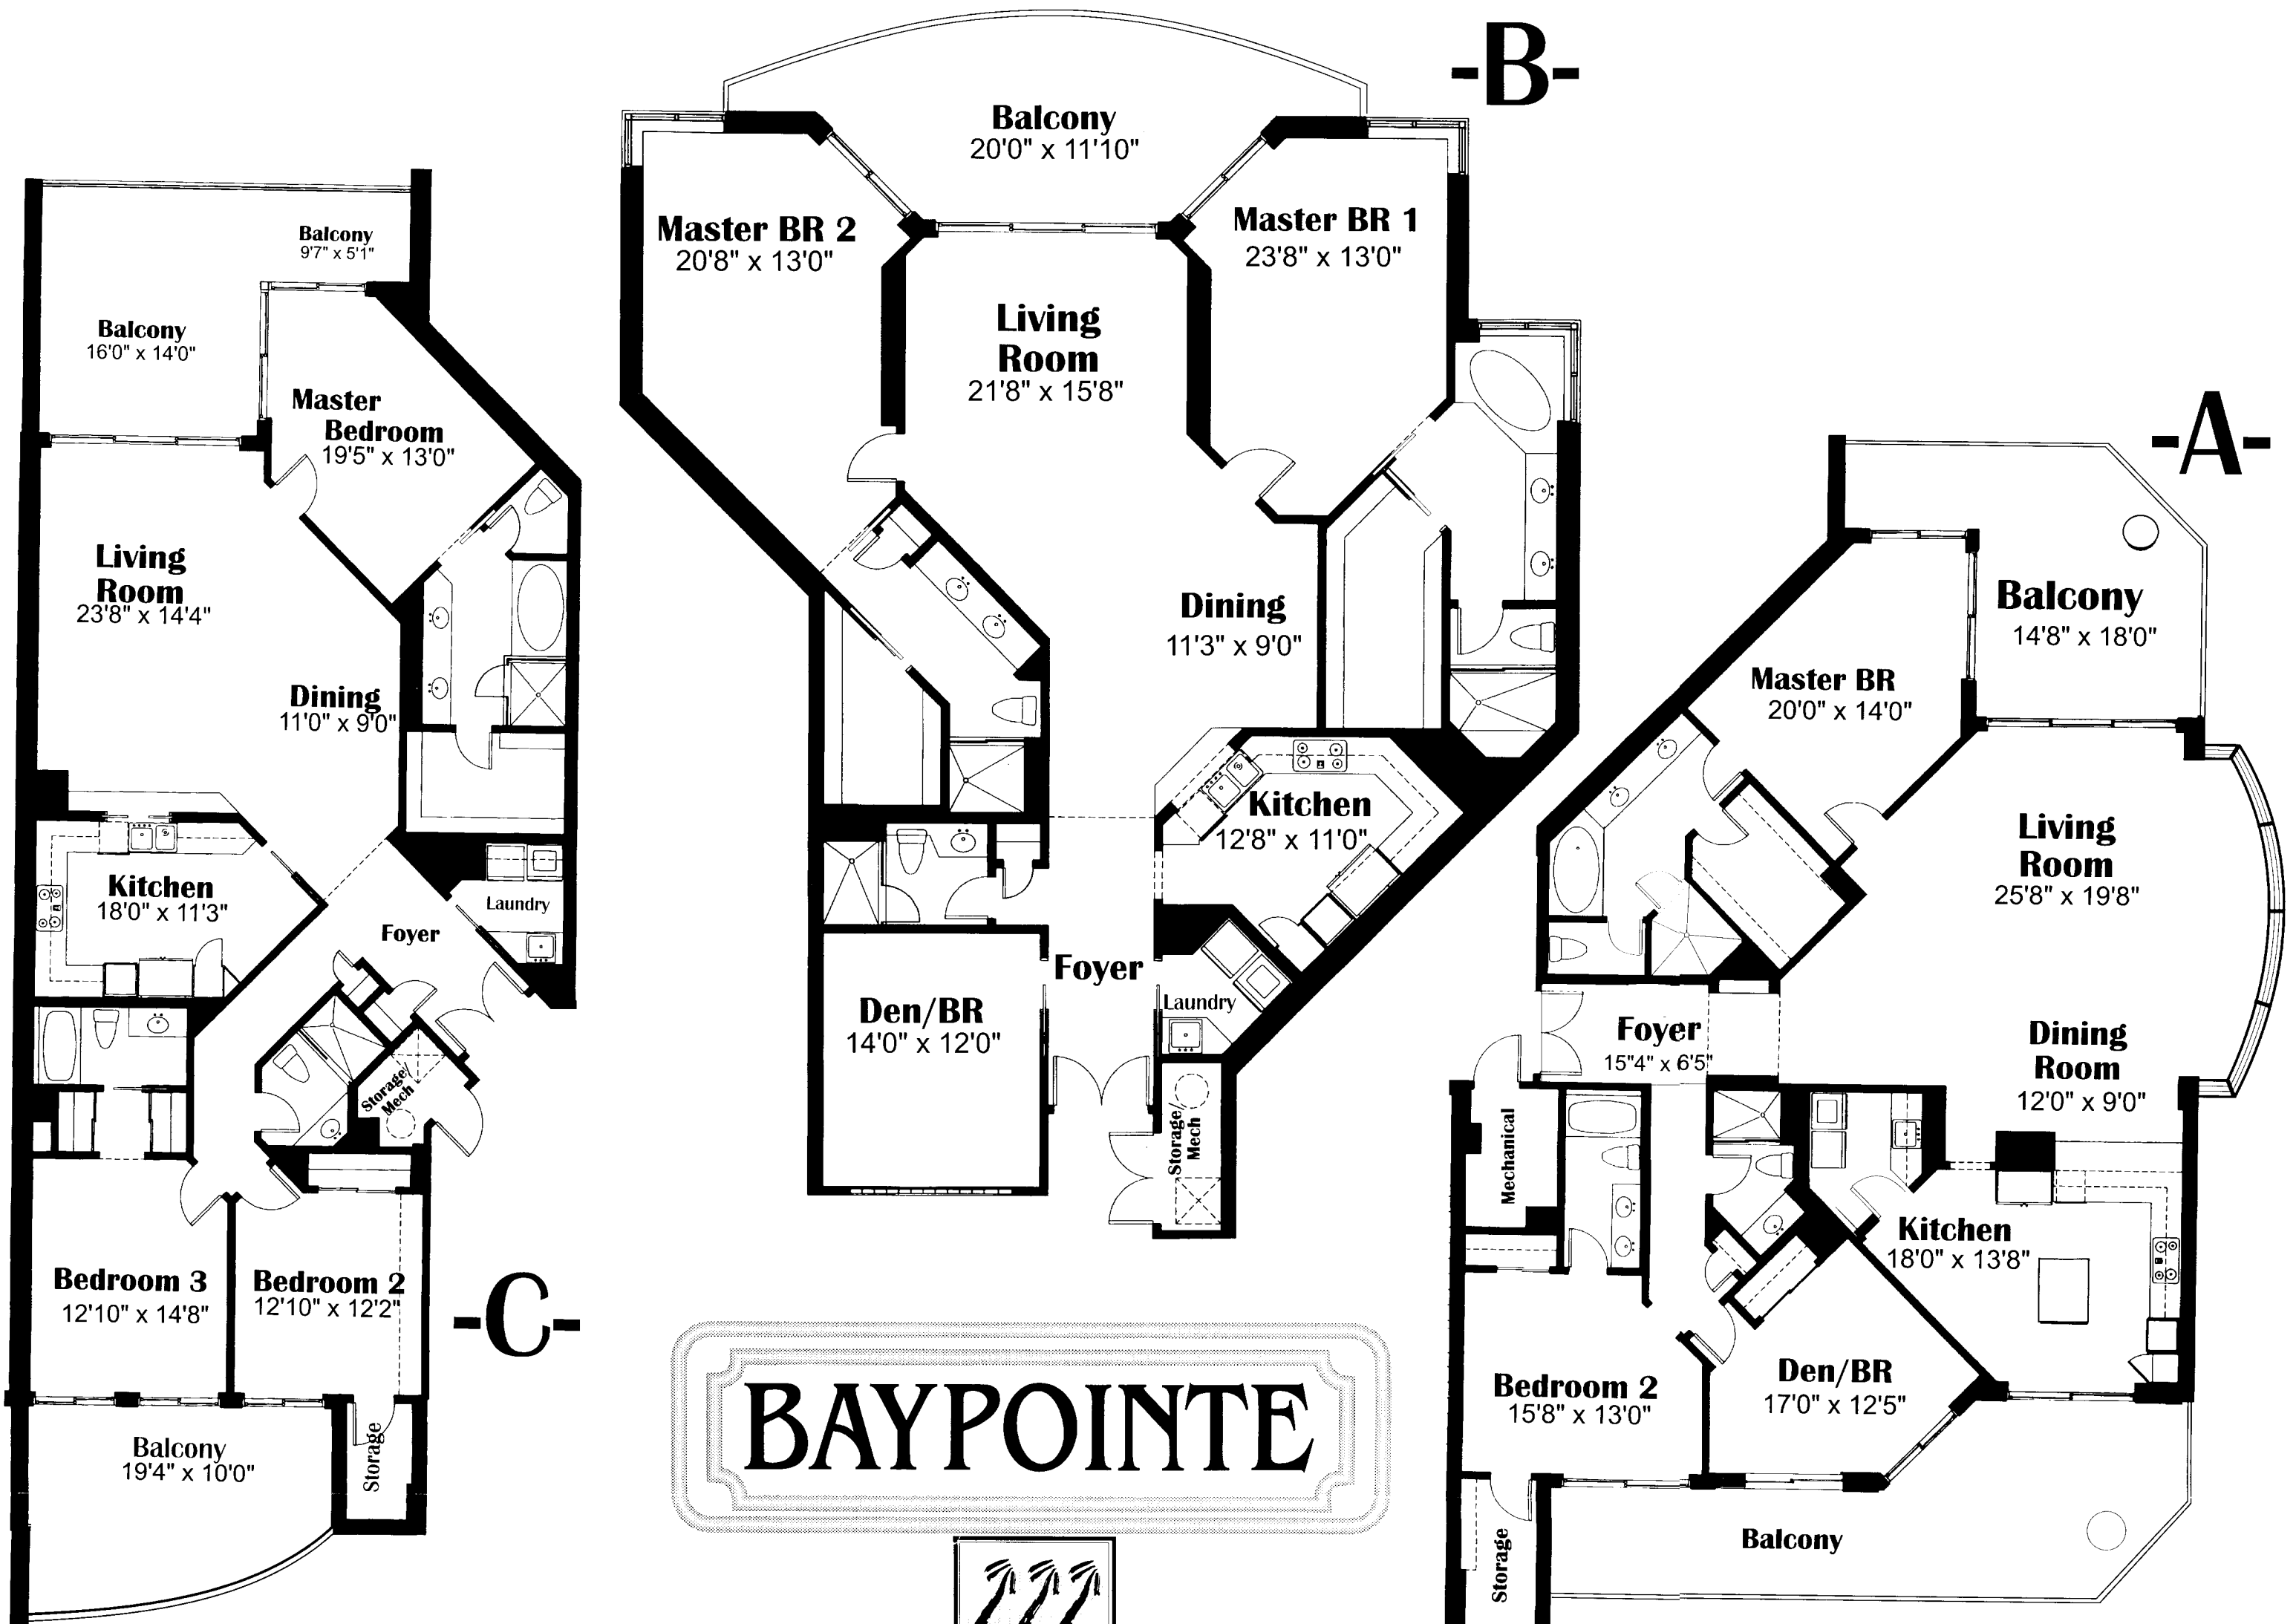 -B-
Balcony
20'0" x 11'10"
Master BR 2
20'8" x 13'0"
Master BR 1
23'8" x 13'0"
Living
Room
21'8" x 15'8"
Dining
11'3" x 9'0"
Kitchen
12'8" x 11'0"
Foyer
Laundry
Den/BR
14'0" x 12'0"
Storage/
Mech
Balcony
9'7" x 5'1"
Balcony
16'0" x 14'0"
Master
Bedroom
19'5" x 13'0"
Living
Room
23'8" x 14'4"
Dining
11'0" x 9'0"
Kitchen
18'0" x 11'3"
Laundry
Foyer
Storage/
Mech
Bedroom 3
12'10" x 14'8"
Bedroom 2
12'10" x 12'2"
-C-
Balcony
19'4" x 10'0"
Storage
-A-
Balcony
14'8" x 18'0"
Master BR
20'0" x 14'0"
Living
Room
25'8" x 19'8"
Foyer
15"4" x 6'5"
Dining
Room
12'0" x 9'0"
Mechanical
Kitchen
18'0" x 13'8"
Bedroom 2
15'8" x 13'0"
Den/BR
17'0" x 12'5"
Balcony
Storage
BAYPOINTE